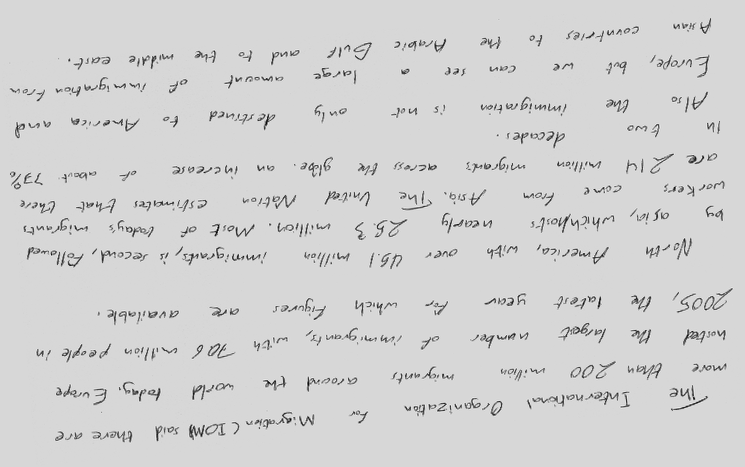 The International Organization for Migration (IOM) said there are
more than 200 million migrants around the world today. Europe
hosted the largest number of immigrants, with 70.6 million people in
2005, the latest year for which figures are available.
North America, with over 45.1 million immigrants, is second, followed
by asia, which hosts nearly 25.3 million. Most of today's migrants
workers come from Asia. The United Nation estimates that there
are 214 million migrants across the globe. an increase of about 37%
in two decades.
Also the immigration is not only destined to America and
Europe, but we can see a large amount of immigration from
Asian countries to the Arabic Gulf and to the middle east.